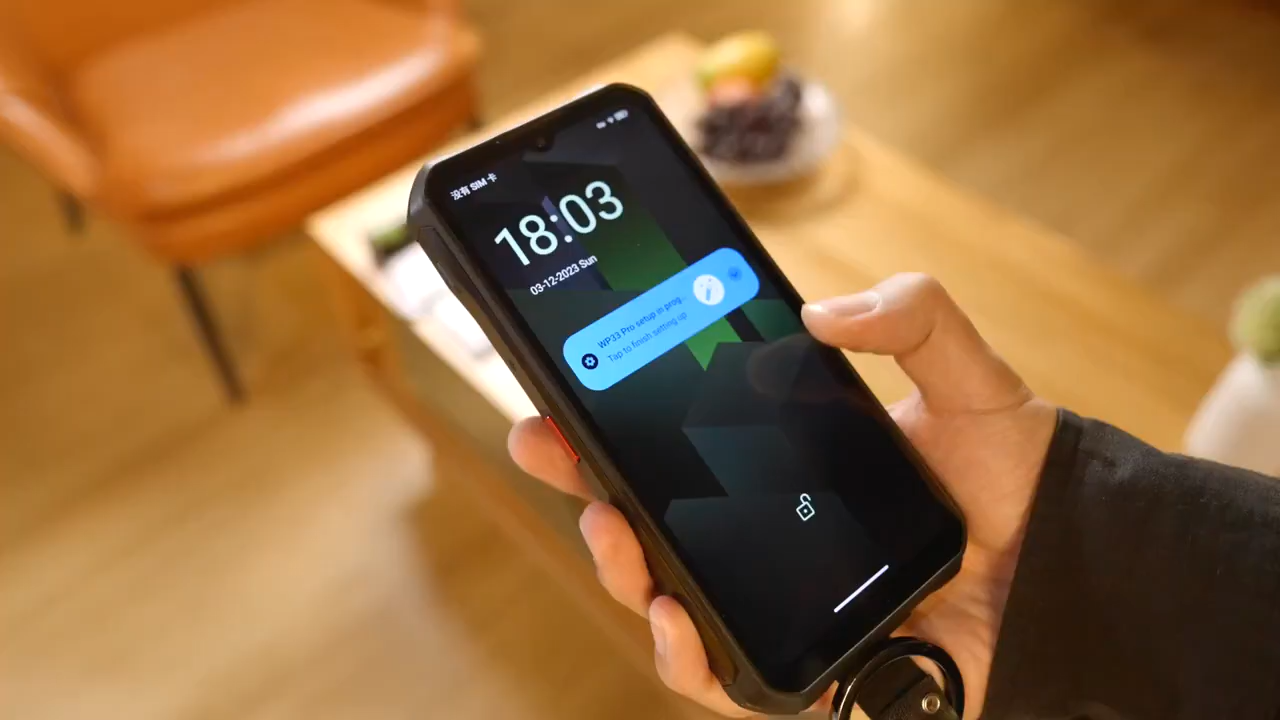 没有 SIM 卡
18:03
03-12-2023 Sun
WP33 Pro setup in prog..
Tap to finish setting up